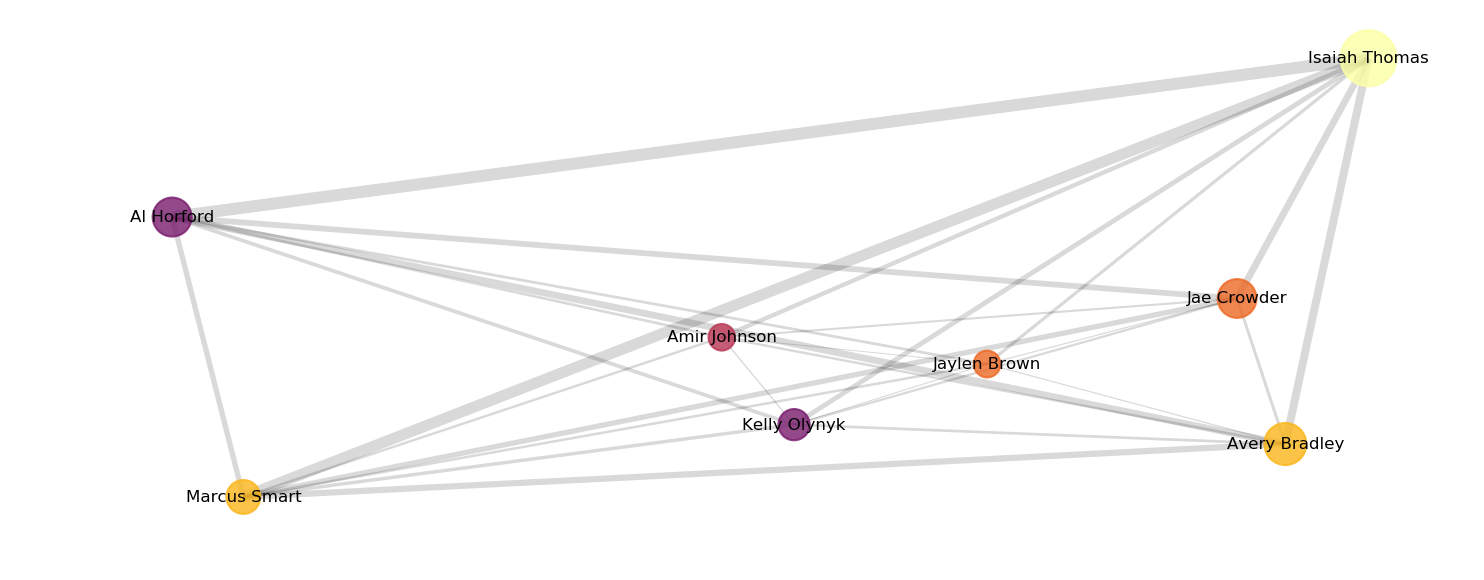 Isaiah Thomas
Al Horford
Jae Crowder
Amir Johnson
Jaylen Brown
Kelly Olynyk
Avery Bradley
Marcus Smart